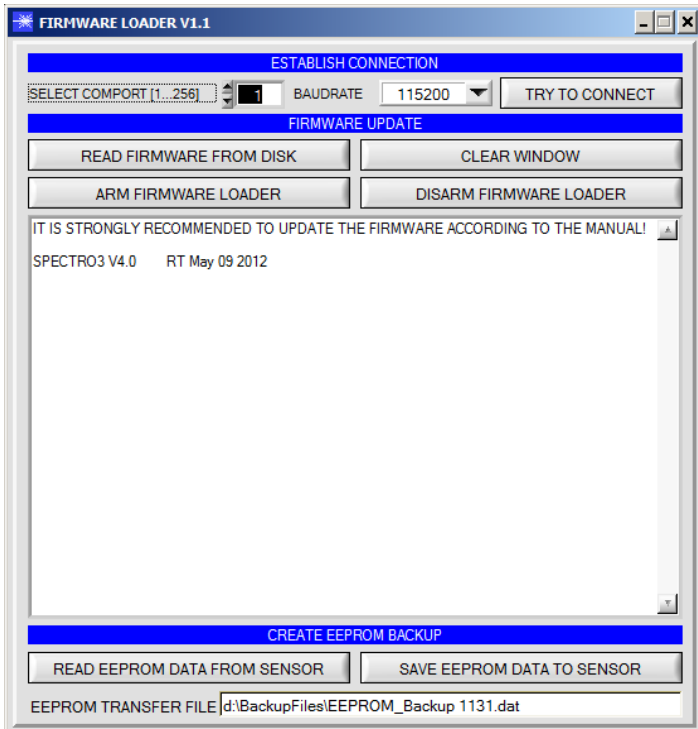 FIRMWARE LOADER V1.1
ESTABLISH CONNECTION
SELECT COMPORT [1...256] 1 BAUDRATE 115200 TRY TO CONNECT
FIRMWARE UPDATE
READ FIRMWARE FROM DISK CLEAR WINDOW
ARM FIRMWARE LOADER DISARM FIRMWARE LOADER
IT IS STRONGLY RECOMMENDED TO UPDATE THE FIRMWARE ACCORDING TO THE MANUAL!
SPECTRO3 V4.0 RT May 09 2012
CREATE EEPROM BACKUP
READ EEPROM DATA FROM SENSOR SAVE EEPROM DATA TO SENSOR
EEPROM TRANSFER FILE d:\BackupFiles\EEPROM_Backup 1131.dat